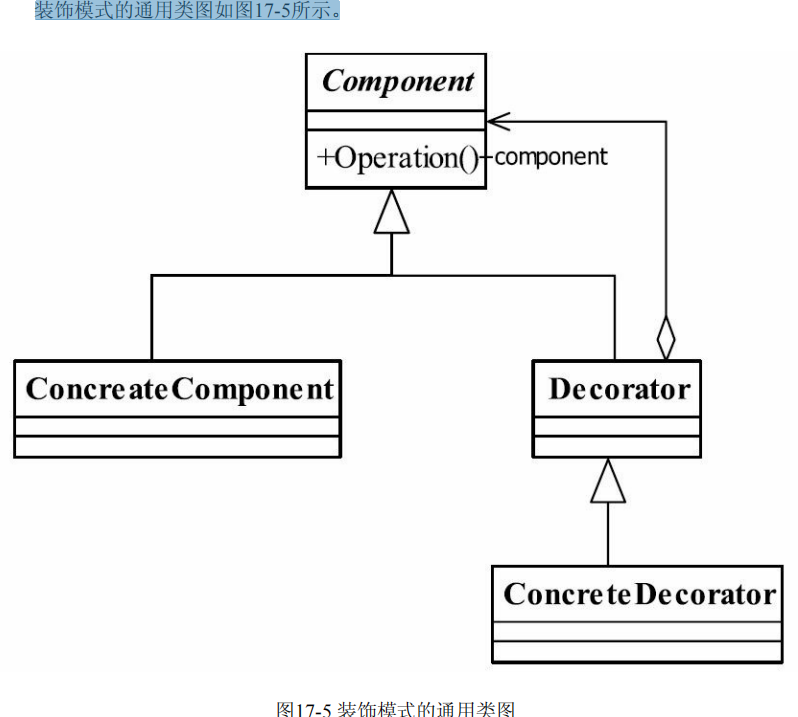 装饰模式的通用类图如图17-5所示。
Component
+Operation()
-component
ConcreateComponent
Decorator
ConcreteDecorator
图17-5 装饰模式的通用类图